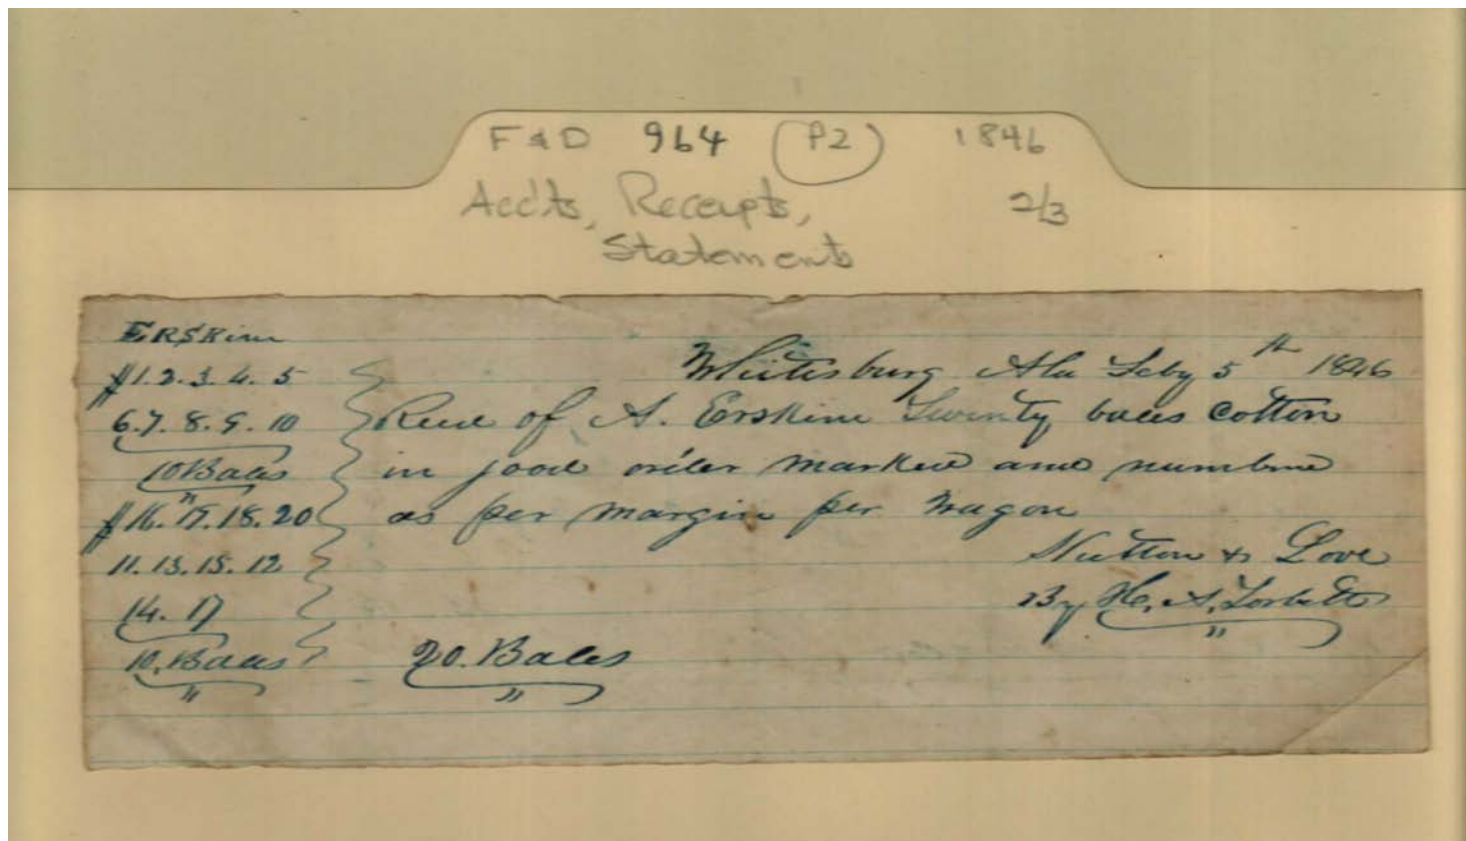 F & D 964 (P2) 1846
Acc'ts, Receipts, 2/3
Statements
ERSKine
#1.2.3.4.5
6.7.8.9.10
10 Bales
#16.17.18.20
11.13.15.12
14.17
10. Bales
Whitesburg Ala Feby 5th 1846
Recd of A. Erskine Twenty bales Cotton
in good order marked and numbered
as per margin per Wagon
& Love
By H. A.
20. Bales